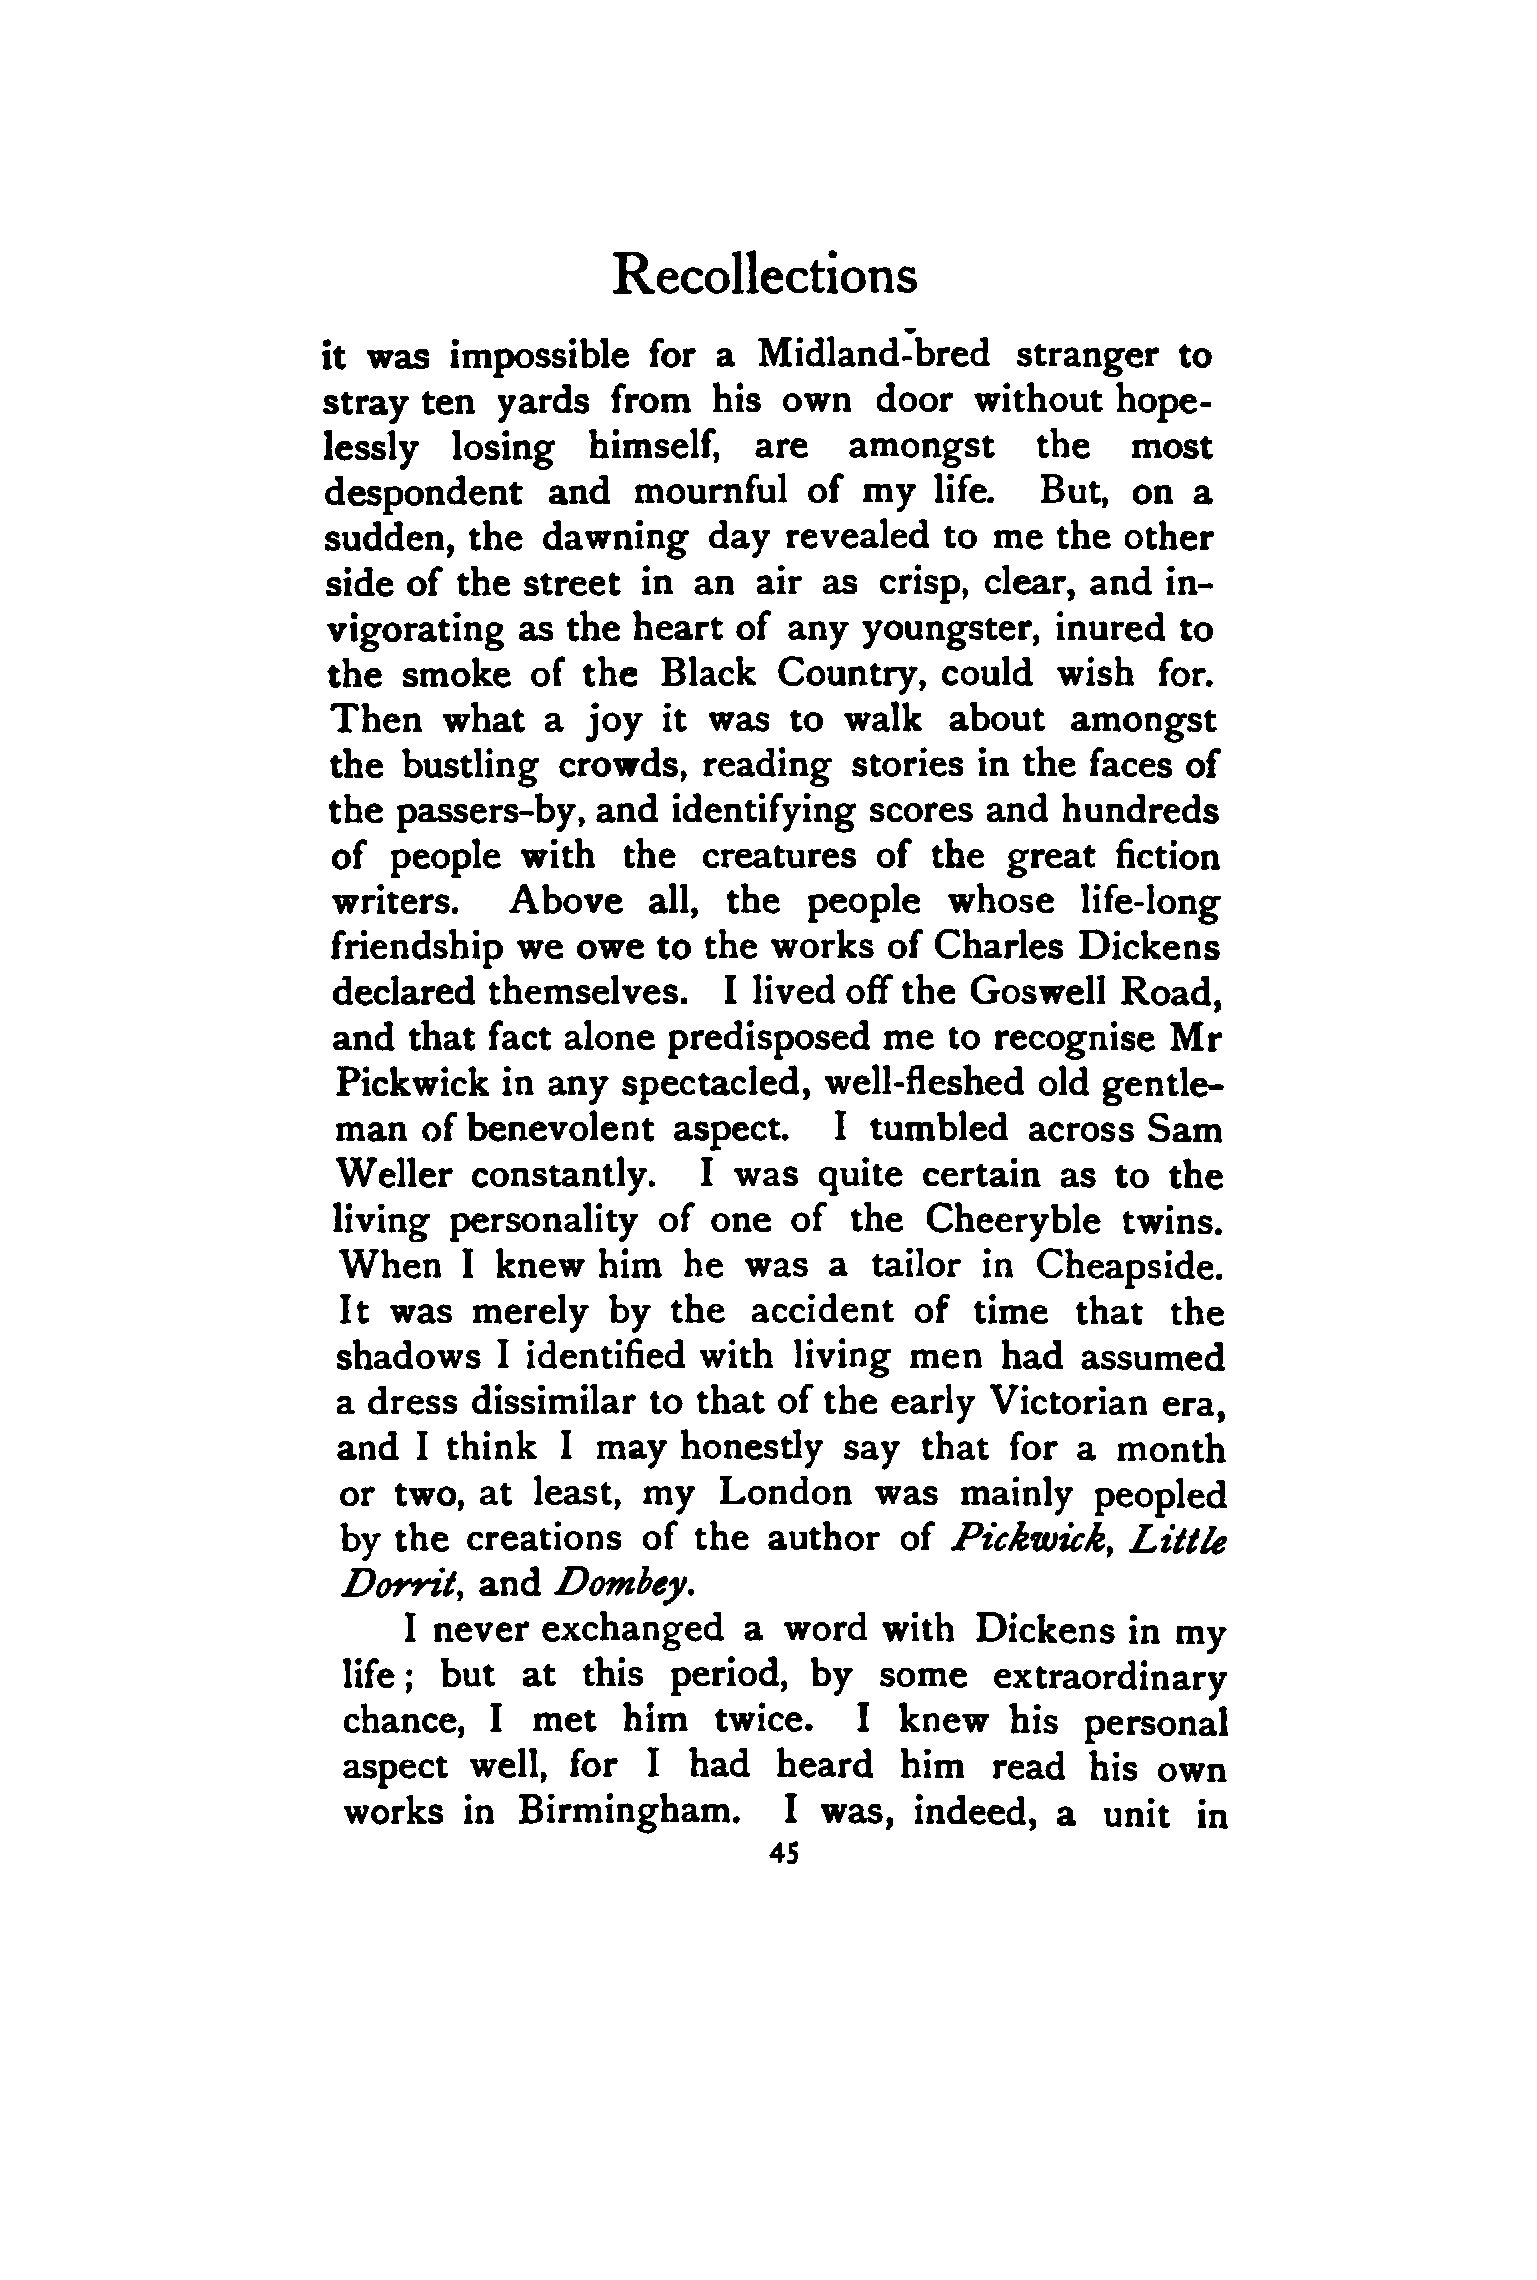 Recollections
it was impossible for a Midland-bred stranger to
stray ten yards from his own door without hope-
lessly losing himself, are amongst the most
despondent and mournful of my life. But, on a
sudden, the dawning day revealed to me the other
side of the street in an air as crisp, clear, and in-
vigorating as the heart of any youngster, inured to
the smoke of the Black Country, could wish for.
Then what a joy it was to walk about amongst
the bustling crowds, reading stories in the faces of
the passers-by, and identifying scores and hundreds
of people with the creatures of the great fiction
writers. Above all, the people whose life-long
friendship we owe to the works of Charles Dickens
declared themselves. I lived off the Goswell Road,
and that fact alone predisposed me to recognise Mr
Pickwick in any spectacled, well-fleshed old gentle-
man of benevolent aspect. I tumbled across Sam
Weller constantly. I was quite certain as to the
living personality of one of the Cheeryble twins.
When I knew him he was a tailor in Cheapside.
It was merely by the accident of time that the
shadows I identified with living men had assumed
a dress dissimilar to that of the early Victorian era,
and I think I may honestly say that for a month
or two, at least, my London was mainly peopled
by the creations of the author of Pickwick, Little
Dorrit, and Dombey.
I never exchanged a word with Dickens in my
life ; but at this period, by some extraordinary
chance, I met him twice. I knew his personal
aspect well, for I had heard him read his own
works in Birmingham. I was, indeed, a unit in
45